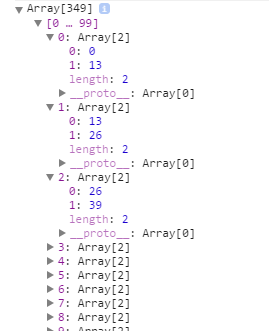 Array[349] i
[0 … 99]
0: Array[2]
0: 0
1: 13
length: 2
__proto__: Array[0]
1: Array[2]
0: 13
1: 26
length: 2
__proto__: Array[0]
2: Array[2]
0: 26
1: 39
length: 2
__proto__: Array[0]
3: Array[2]
4: Array[2]
5: Array[2]
6: Array[2]
7: Array[2]
8: Array[2]